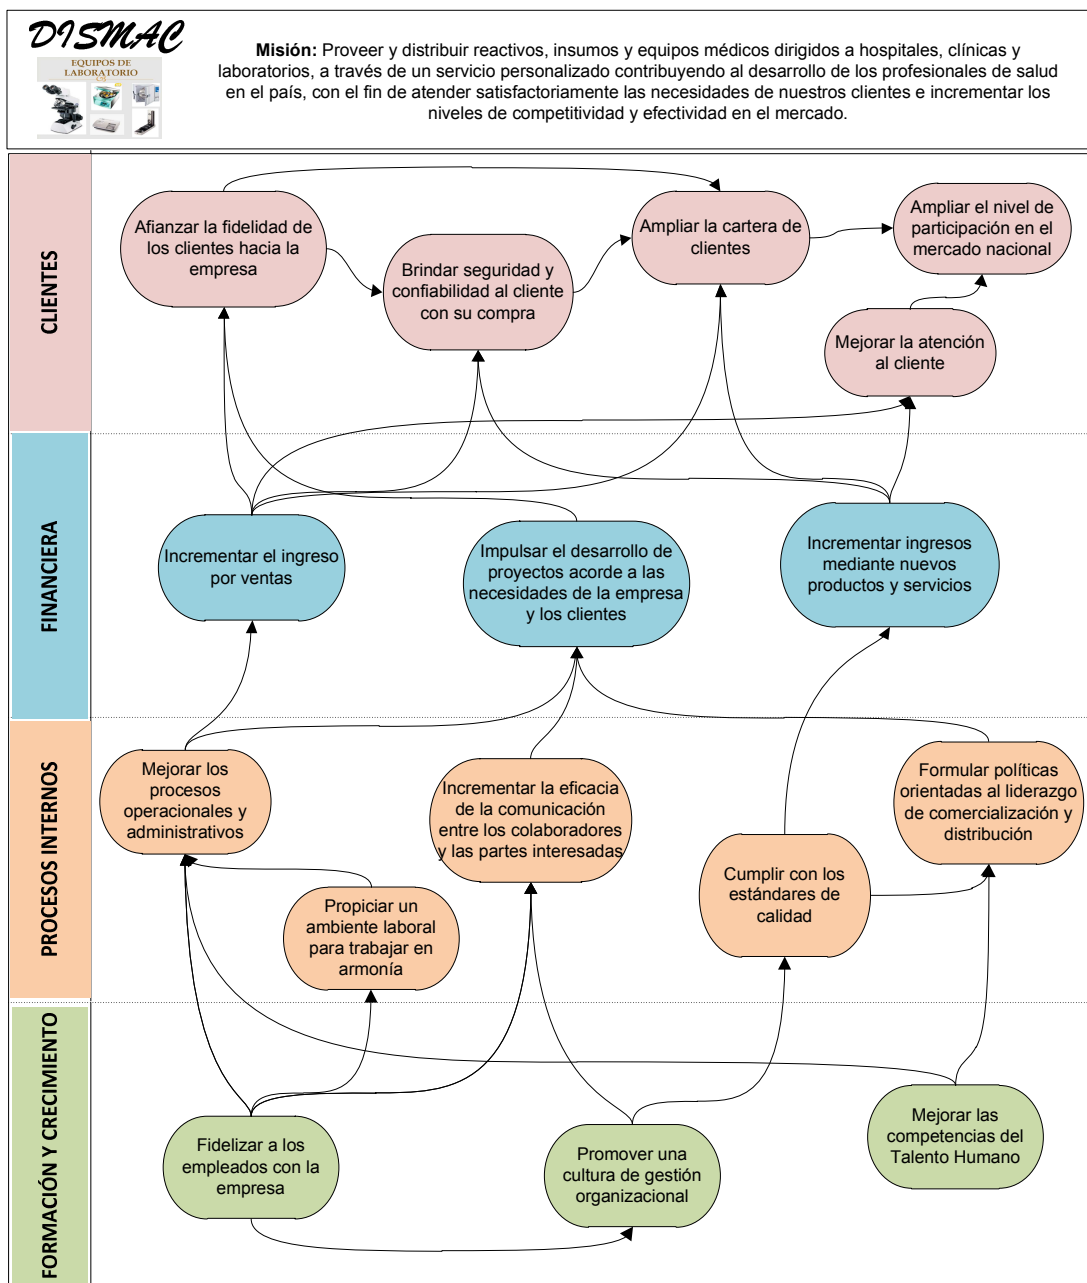 DISMAC
EQUIPOS DE
LABORATORIO
Misión: Proveer y distribuir reactivos, insumos y equipos médicos dirigidos a hospitales, clínicas y
laboratorios, a través de un servicio personalizado contribuyendo al desarrollo de los profesionales de salud
en el país, con el fin de atender satisfactoriamente las necesidades de nuestros clientes e incrementar los
niveles de competitividad y efectividad en el mercado.
CLIENTES
Afianzar la fidelidad de
los clientes hacia la
empresa
Brindar seguridad y
confiabilidad al cliente
con su compra
Ampliar la cartera de
clientes
Ampliar el nivel de
participación en el
mercado nacional
Mejorar la atención
al cliente
FINANCIERA
Incrementar el ingreso
por ventas
Impulsar el desarrollo de
proyectos acorde a las
necesidades de la empresa
y los clientes
Incrementar ingresos
mediante nuevos
productos y servicios
PROCESOS INTERNOS
Mejorar los
procesos
operacionales y
administrativos
Incrementar la eficacia
de la comunicación
entre los colaboradores
y las partes interesadas
Formular políticas
orientadas al liderazgo
de comercialización y
distribución
Propiciar un
ambiente laboral
para trabajar en
armonía
Cumplir con los
estándares de
calidad
FORMACIÓN Y CRECIMIENTO
Fidelizar a los
empleados con la
empresa
Promover una
cultura de gestión
organizacional
Mejorar las
competencias del
Talento Humano